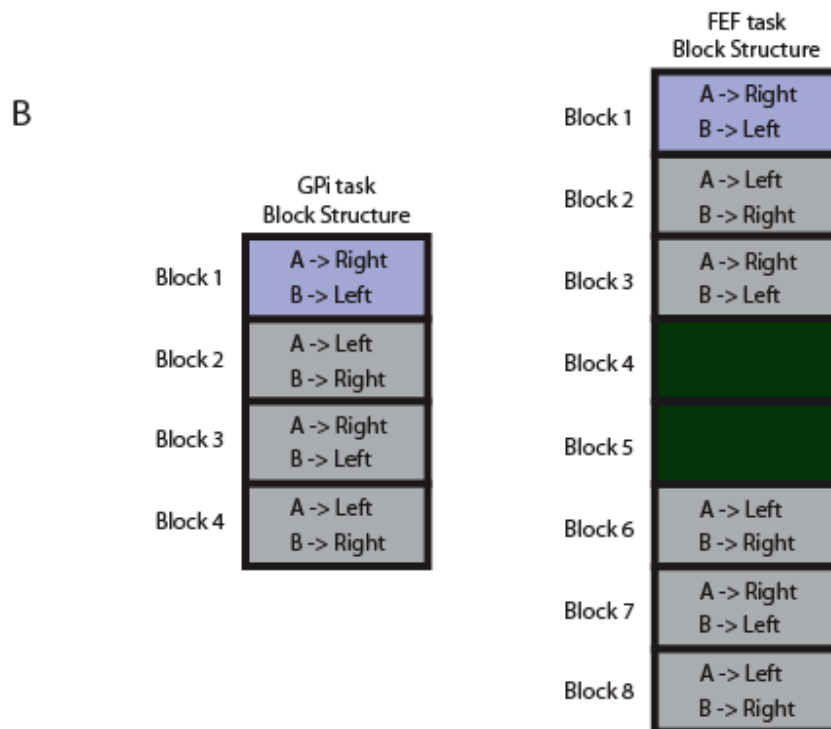 B
GPi task
Block Structure
Block 1
A -> Right
B -> Left
Block 2
A -> Left
B -> Right
Block 3
A -> Right
B -> Left
Block 4
A -> Left
B -> Right
FEF task
Block Structure
Block 1
A -> Right
B -> Left
Block 2
A -> Left
B -> Right
Block 3
A -> Right
B -> Left
Block 4
Block 5
Block 6
A -> Left
B -> Right
Block 7
A -> Right
B -> Left
Block 8
A -> Left
B -> Right